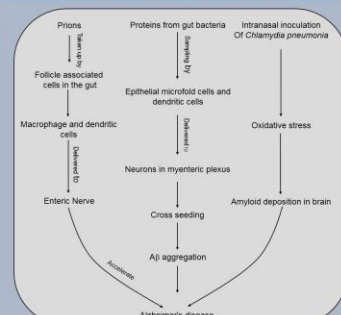 Prions
Taken up by
Follicle associated
cells in the gut
Macrophage and dendritic
cells
Delivered to
Enteric Nerve
Accelerate
Proteins from gut bacteria
Sampling by
Epithelial microfold cells and
dendritic cells
Delivered to
Neurons in myenteric plexus
Cross seeding
Aβ aggregation
Intranasal inoculation
Of Chlamydia pneumonia
Oxidative stress
Amyloid deposition in brain
Alzheimer's disease